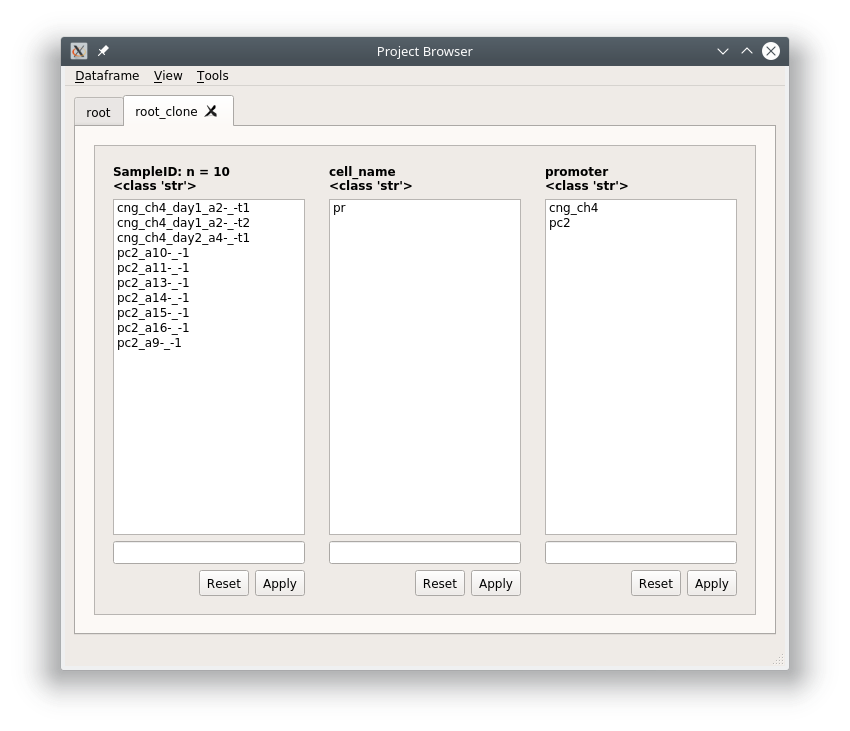 Project Browser
Dataframe View Tools
root root_clone
SampleID: n = 10
<class 'str'>
cng_ch4_day1_a2-_-t1
cng_ch4_day1_a2-_-t2
cng_ch4_day2_a4-_-t1
pc2_a10-_-1
pc2_a11-_-1
pc2_a13-_-1
pc2_a14-_-1
pc2_a15-_-1
pc2_a16-_-1
pc2_a9-_-1
Reset Apply
cell_name
<class 'str'>
pr
Reset Apply
promoter
<class 'str'>
cng_ch4
pc2
Reset Apply